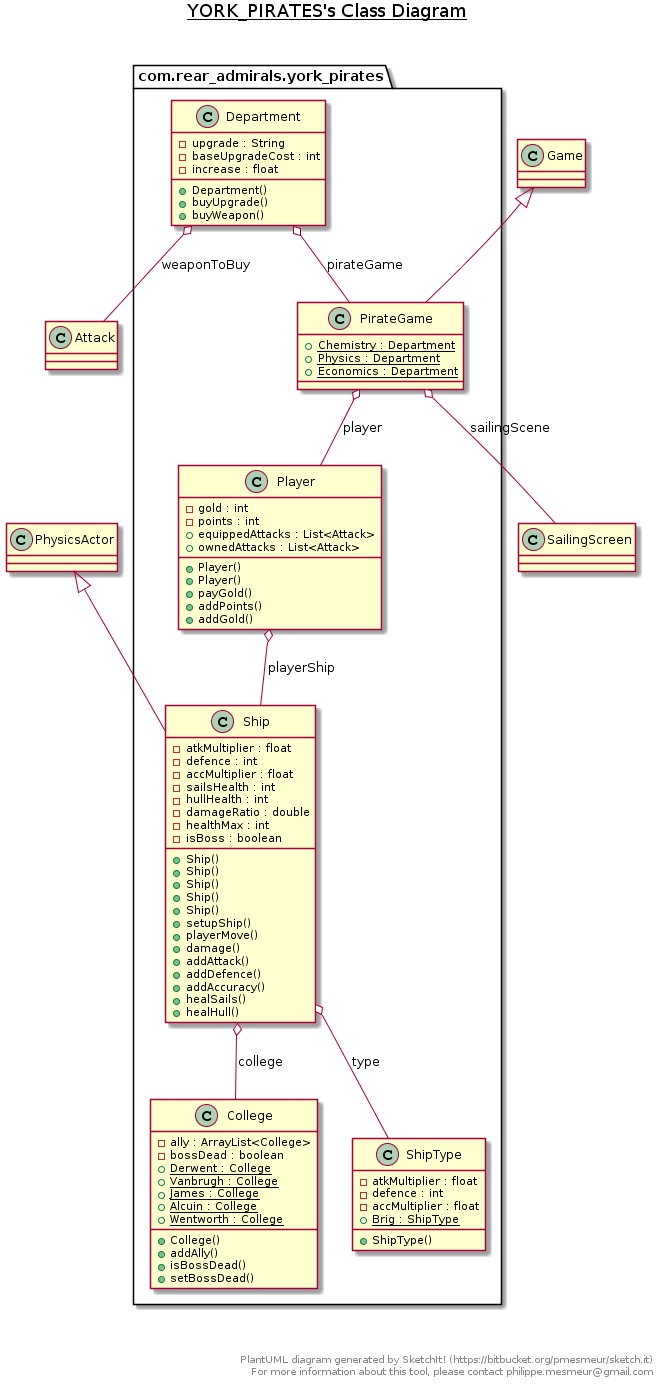 YORK_PIRATES's Class Diagram
com.rear_admirals.york_pirates
C Department
upgrade : String
baseUpgradeCost : int
increase : float
Department()
buyUpgrade()
buyWeapon()
C Game
weaponToBuy
pirateGame
C Attack
C PirateGame
Chemistry : Department
Physics : Department
Economics : Department
player
sailingScene
C Player
gold : int
points : int
equippedAttacks : List<Attack>
ownedAttacks : List<Attack>
Player()
Player()
payGold()
addPoints()
addGold()
C PhysicsActor
C SailingScreen
playerShip
C Ship
atkMultiplier : float
defence : int
accMultiplier : float
sailsHealth : int
hullHealth : int
damageRatio : double
healthMax : int
isBoss : boolean
Ship()
Ship()
Ship()
Ship()
Ship()
setupShip()
playerMove()
damage()
addAttack()
addDefence()
addAccuracy()
healSails()
healHull()
college
type
C College
ally : ArrayList<College>
bossDead : boolean
Derwent : College
Vanbrugh : College
James : College
Alcuin : College
Wentworth : College
College()
addAlly()
isBossDead()
setBossDead()
C ShipType
atkMultiplier : float
defence : int
accMultiplier : float
Brig : ShipType
ShipType()
PlantUML diagram generated by SketchIt! (https://bitbucket.org/pmesmeur/sketch.it)
For more information about this tool, please contact philippe.mesmeur@gmail.com